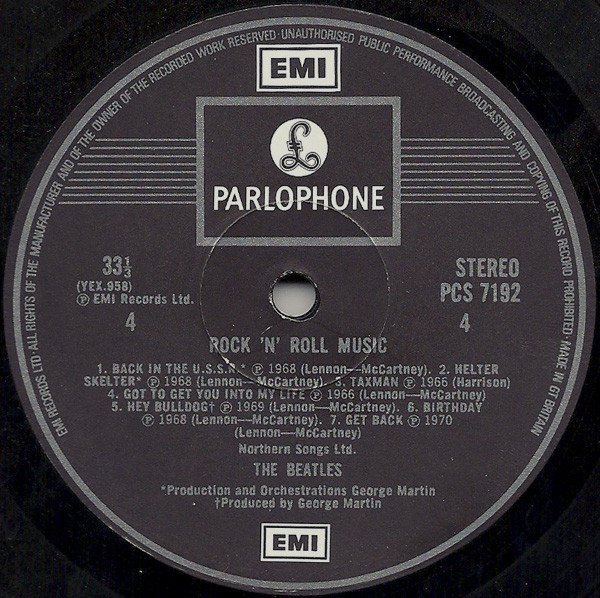 EMI RECORDS LTD · ALL RIGHTS OF THE MANUFACTURER AND OF THE OWNER OF THE RECORDED WORK RESERVED · UNAUTHORISED PUBLIC PERFORMANCE BROADCASTING AND COPYING OF THIS RECORD PROHIBITED · MADE IN GT BRITAIN
EMI
£
PARLOPHONE
33⅓
(YEX.958)
Ⓟ EMI Records Ltd.
4
STEREO
PCS 7192
4
ROCK 'N' ROLL MUSIC
1. BACK IN THE U.S.S.R.* Ⓟ 1968 (Lennon—McCartney). 2. HELTER
SKELTER* Ⓟ 1968 (Lennon—McCartney). 3. TAXMAN Ⓟ 1966 (Harrison)
4. GOT TO GET YOU INTO MY LIFE Ⓟ 1966 (Lennon—McCartney)
5. HEY BULLDOG† Ⓟ 1969 (Lennon—McCartney) 6. BIRTHDAY
Ⓟ 1968 (Lennon—McCartney). 7. GET BACK Ⓟ 1970
(Lennon—McCartney)
Northern Songs Ltd.
THE BEATLES
*Production and Orchestrations George Martin
†Produced by George Martin
EMI